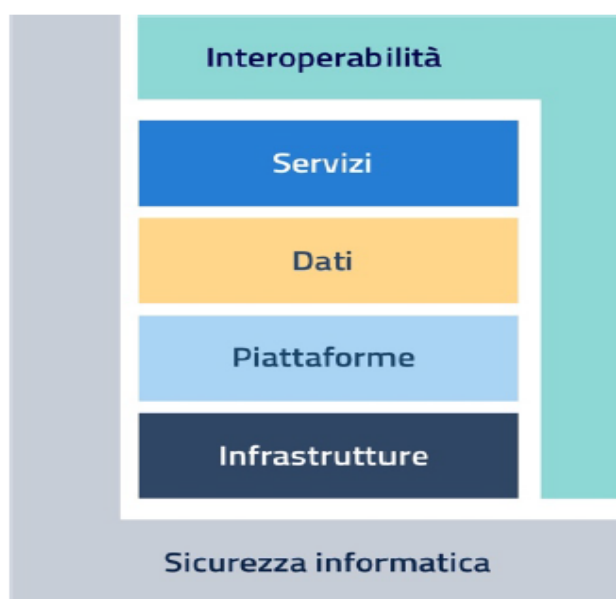 Interoperabilità
Servizi
Dati
Piattaforme
Infrastrutture
Sicurezza informatica